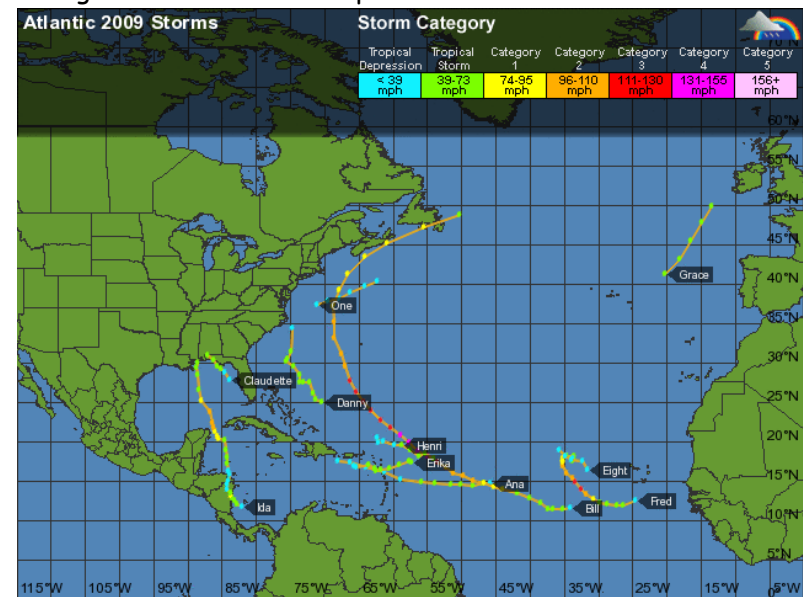 Atlantic 2009 Storms
Storm Category
Tropical Depression
Tropical Storm
Category 1
Category 2
Category 3
Category 4
Category 5
< 39 mph
39-73 mph
74-95 mph
96-110 mph
111-130 mph
131-155 mph
156+ mph
60°N
55°N
50°N
45°N
Grace
40°N
One
35°N
30°N
Claudette
25°N
Danny
20°N
Henri
Erika
Eight
15°N
Ana
Fred
Ida
Bill
10°N
5°N
115°W
105°W
95°W
85°W
75°W
65°W
55°W
45°W
35°W
25°W
15°W
5°W
0°